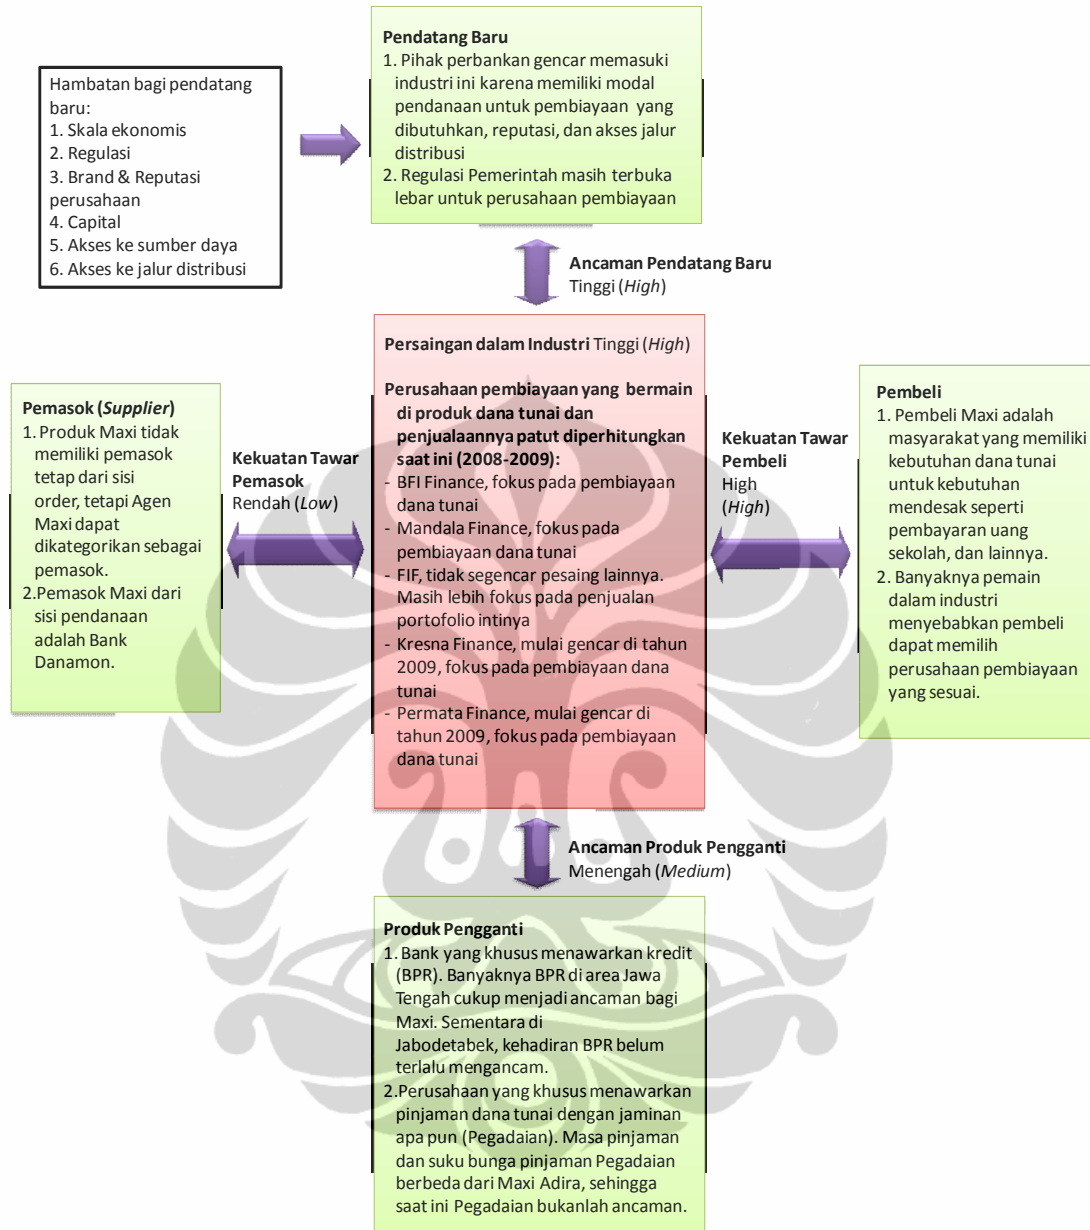 Pendatang Baru
1. Pihak perbankan gencar memasuki
industri ini karena memiliki modal
pendanaan untuk pembiayaan yang
dibutuhkan, reputasi, dan akses jalur
distribusi
2. Regulasi Pemerintah masih terbuka
lebar untuk perusahaan pembiayaan
Hambatan bagi pendatang
baru:
1. Skala ekonomis
2. Regulasi
3. Brand & Reputasi
perusahaan
4. Capital
5. Akses ke sumber daya
6. Akses ke jalur distribusi
Ancaman Pendatang Baru
Tinggi (High)
Persaingan dalam Industri Tinggi (High)
Perusahaan pembiayaan yang bermain
di produk dana tunai dan
penjualaannya patut diperhitungkan
saat ini (2008-2009):
- BFI Finance, fokus pada pembiayaan
dana tunai
- Mandala Finance, fokus pada
pembiayaan dana tunai
- FIF, tidak segencar pesaing lainnya.
Masih lebih fokus pada penjualan
portofolio intinya
- Kresna Finance, mulai gencar di tahun
2009, fokus pada pembiayaan dana
tunai
- Permata Finance, mulai gencar di
tahun 2009, fokus pada pembiayaan
dana tunai
Pemasok (Supplier)
1. Produk Maxi tidak
memiliki pemasok
tetap dari sisi
order, tetapi Agen
Maxi dapat
dikategorikan sebagai
pemasok.
2.Pemasok Maxi dari
sisi pendanaan
adalah Bank
Danamon.
Kekuatan Tawar
Pemasok
Rendah (Low)
Kekuatan Tawar
Pembeli
High
(High)
Pembeli
1. Pembeli Maxi adalah
masyarakat yang memiliki
kebutuhan dana tunai
untuk kebutuhan
mendesak seperti
pembayaran uang
sekolah, dan lainnya.
2. Banyaknya pemain
dalam industri
menyebabkan pembeli
dapat memilih
perusahaan pembiayaan
yang sesuai.
Ancaman Produk Pengganti
Menengah (Medium)
Produk Pengganti
1. Bank yang khusus menawarkan kredit
(BPR). Banyaknya BPR di area Jawa
Tengah cukup menjadi ancaman bagi
Maxi. Sementara di
Jabodetabek, kehadiran BPR belum
terlalu mengancam.
2.Perusahaan yang khusus menawarkan
pinjaman dana tunai dengan jaminan
apa pun (Pegadaian). Masa pinjaman
dan suku bunga pinjaman Pegadaian
berbeda dari Maxi Adira, sehingga
saat ini Pegadaian bukanlah ancaman.